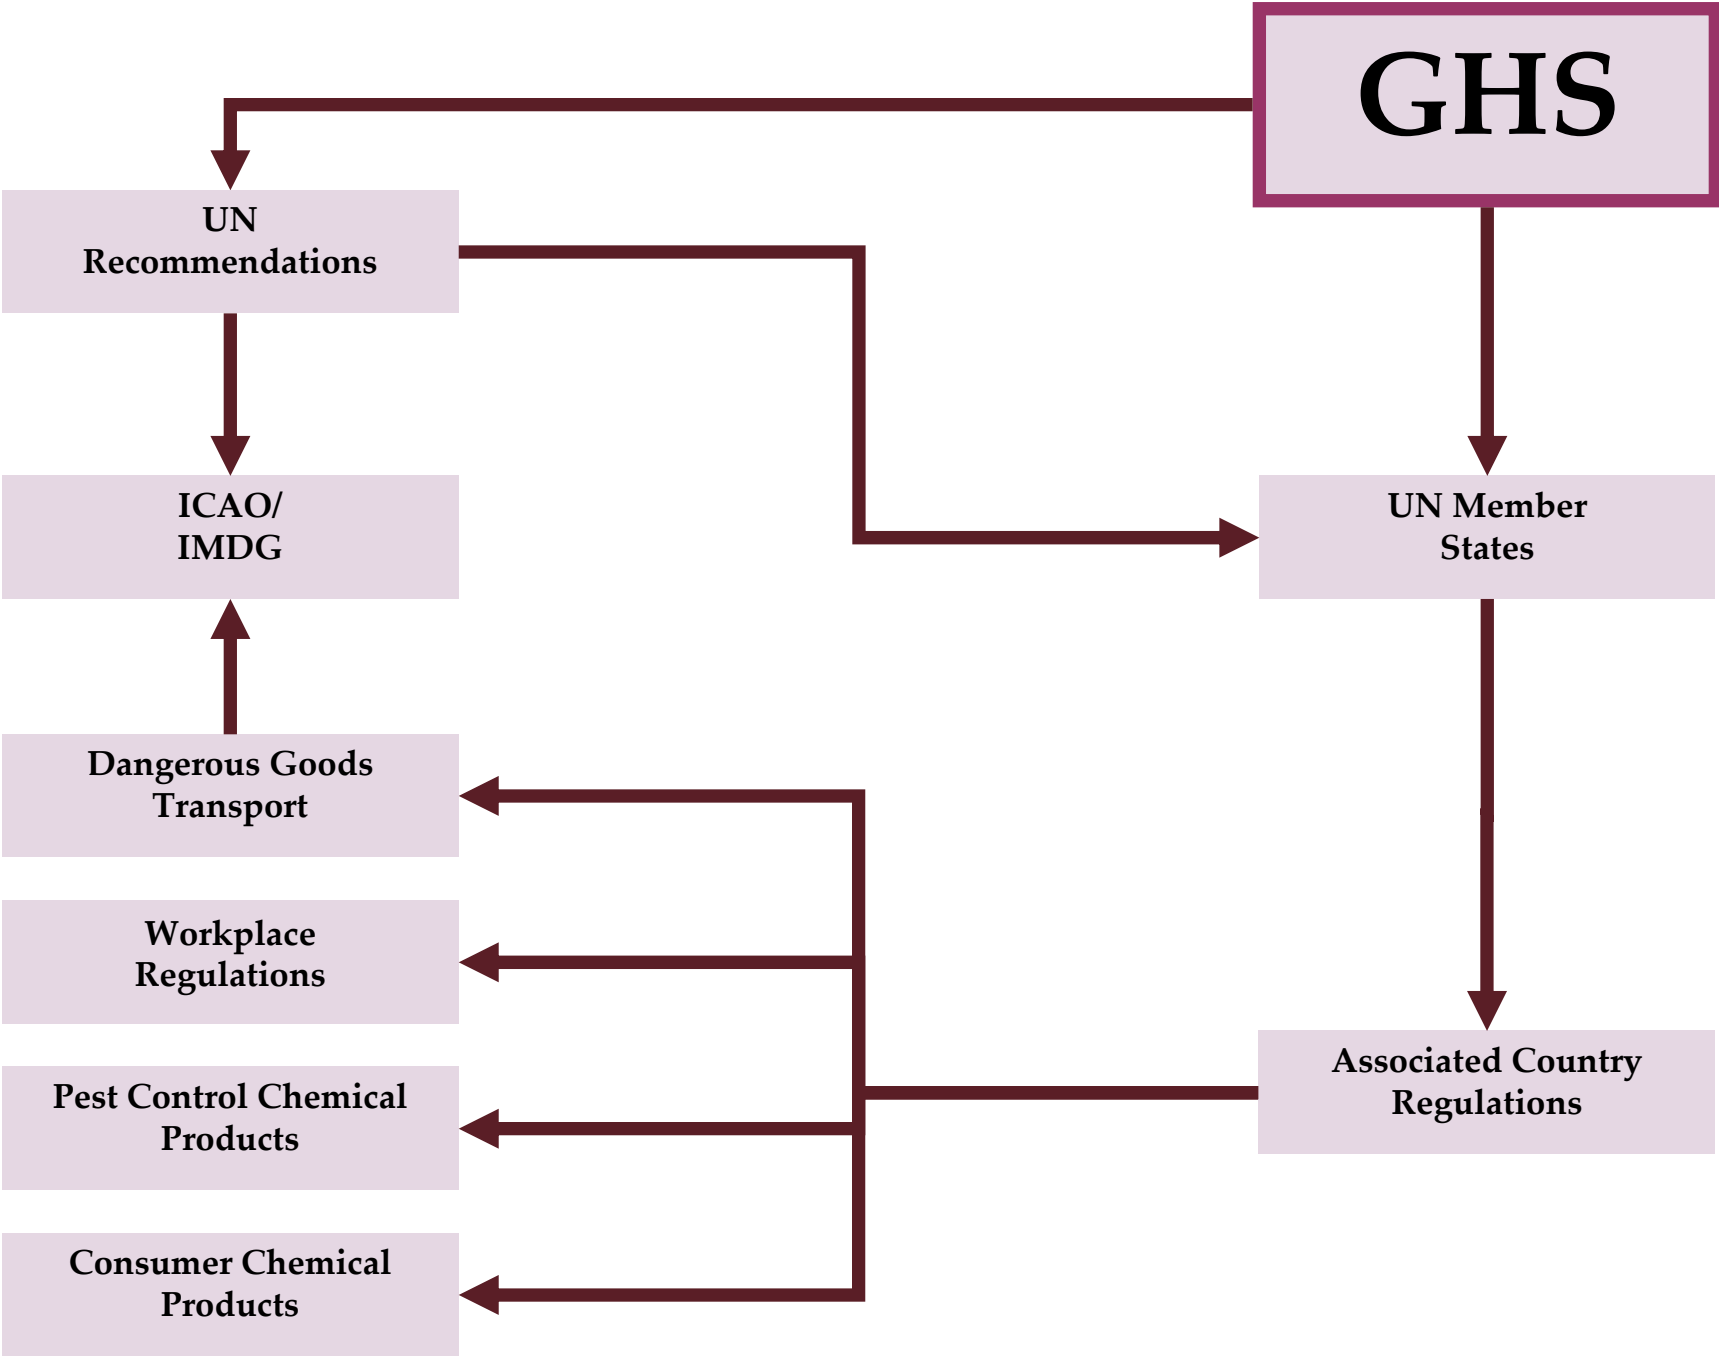 GHS
UN
Recommendations
ICAO/
IMDG
UN Member
States
Dangerous Goods
Transport
Workplace
Regulations
Pest Control Chemical
Products
Associated Country
Regulations
Consumer Chemical
Products